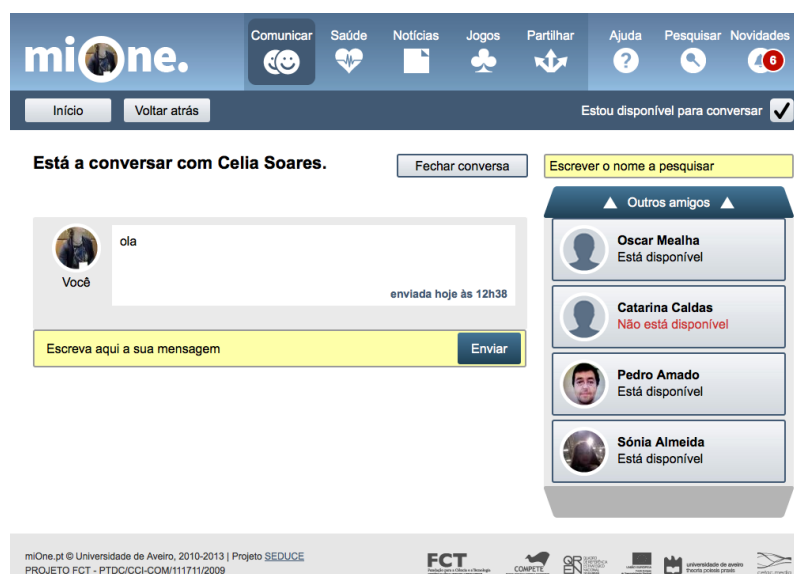 miOne.
Comunicar
Saúde
Notícias
Jogos
Partilhar
Ajuda
Pesquisar
Novidades
6
Início
Voltar atrás
Estou disponível para conversar
Está a conversar com Celia Soares.
Fechar conversa
ola
Você
enviada hoje às 12h38
Escreva aqui a sua mensagem
Enviar
Escrever o nome a pesquisar
Outros amigos
Oscar Mealha
Está disponível
Catarina Caldas
Não está disponível
Pedro Amado
Está disponível
Sónia Almeida
Está disponível
miOne.pt © Universidade de Aveiro, 2010-2013 | Projeto SEDUCE
PROJETO FCT - PTDC/CCI-COM/111711/2009
FCT
COMPETE
QREN
universidade de aveiro
theoria poiesis praxis